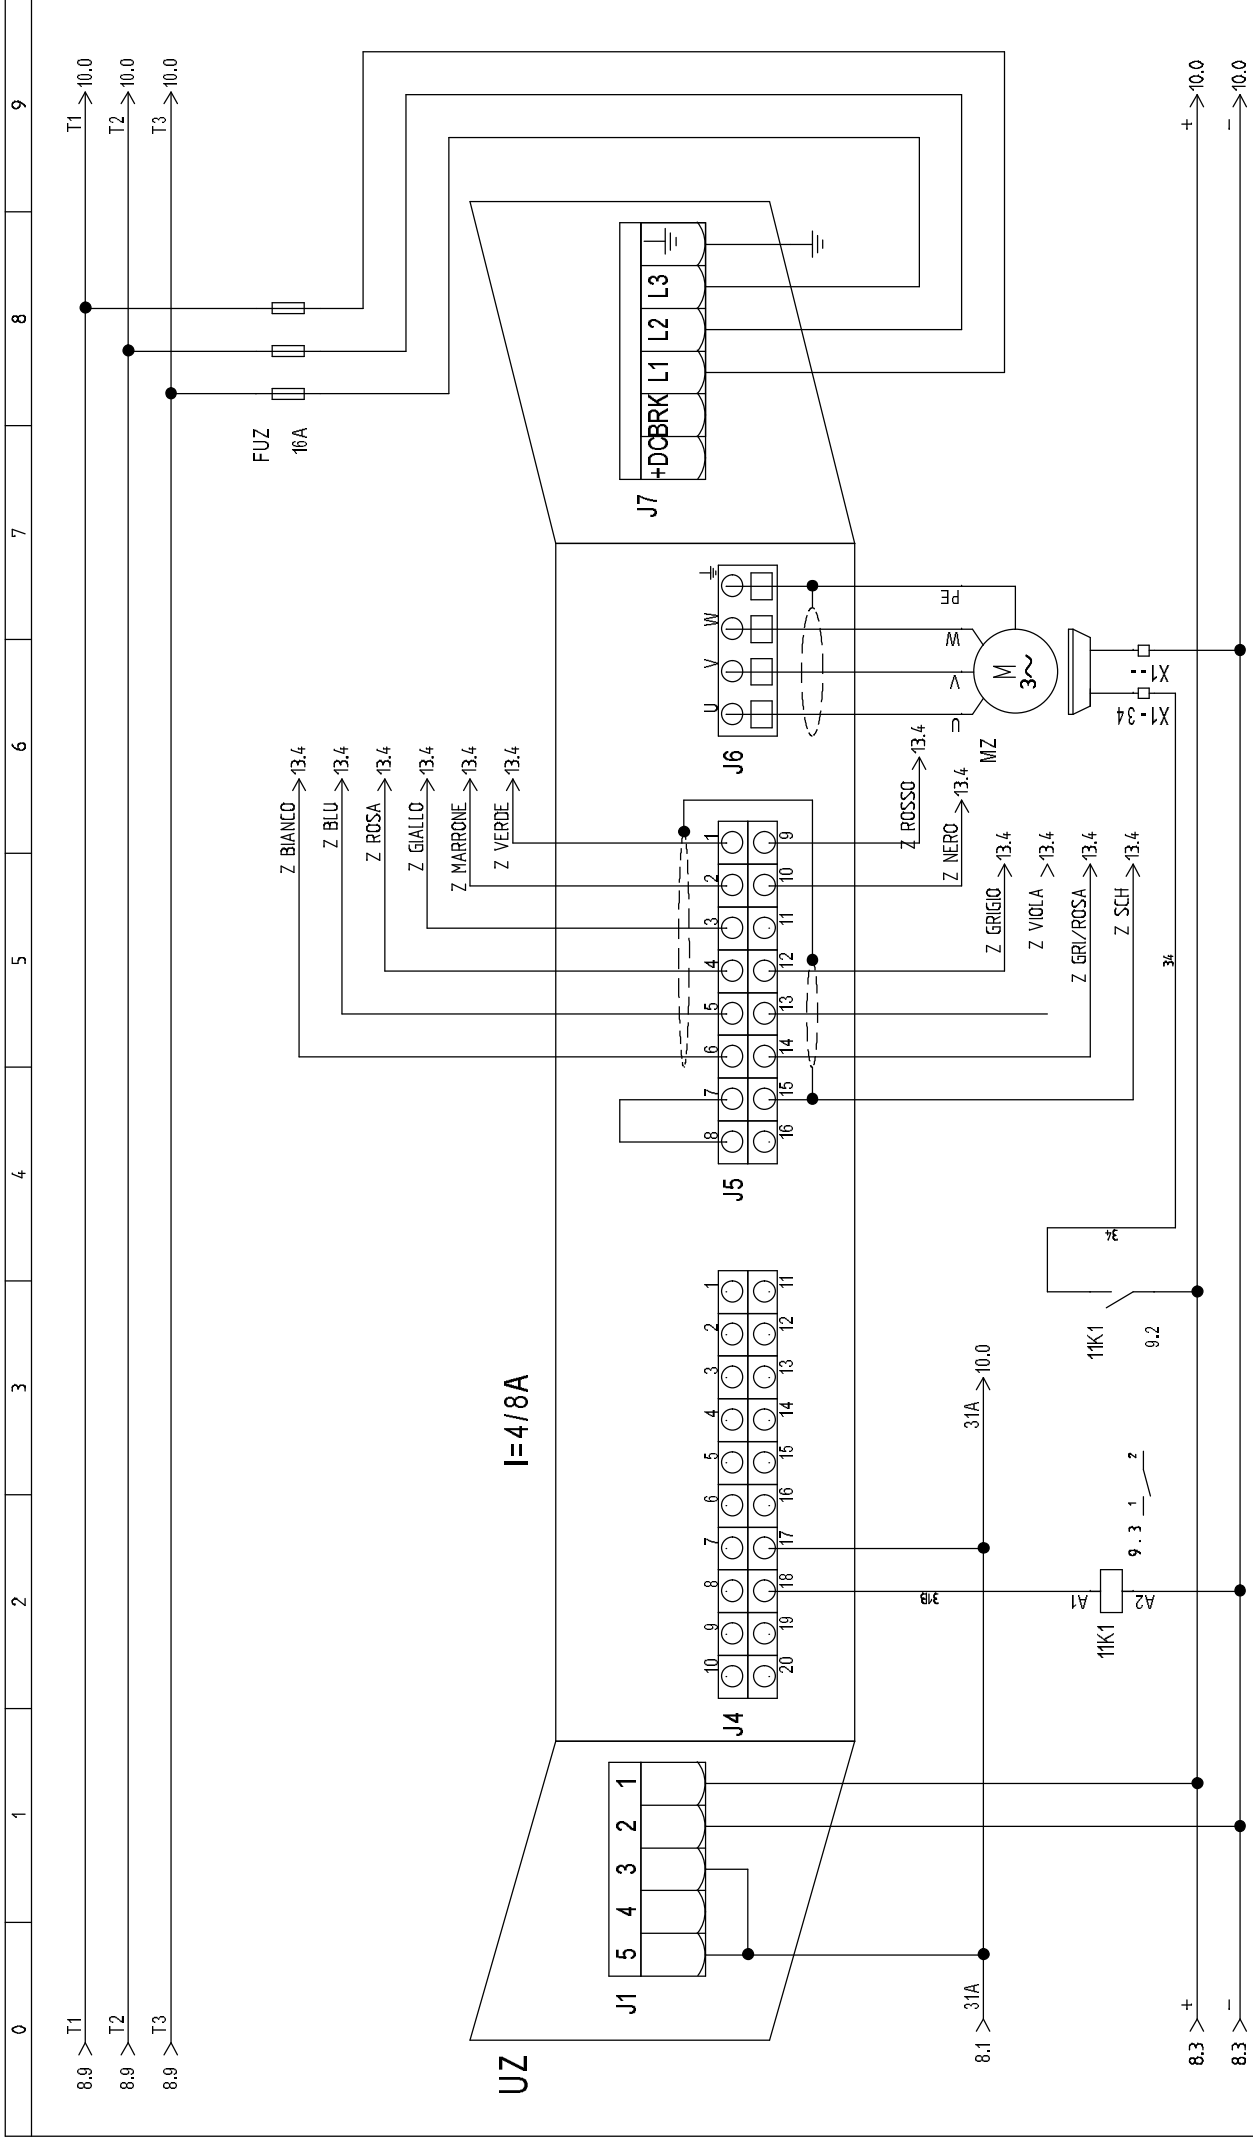 0 1 2 3 4 5 6 7 8 9
8.9 T1 T1 10.0
8.9 T2 T2 10.0
8.9 T3 T3 10.0
FUZ
16A
Z BIANCO 13.4
Z BLU 13.4
Z ROSA 13.4
Z GIALLO 13.4
Z MARRONE 13.4
Z VERDE 13.4
UZ
I=4/8A
J1
5 4 3 2 1
J4
10 9 8 7 6 5 4 3 2 1
20 19 18 17 16 15 14 13 12 11
J5
8 7 6 5 4 3 2 1
16 15 14 13 12 11 10 9
J6
U V W
J7
+DC BRK L1 L2 L3
U V W PE
MZ
M
3~
X1-34
X1--
Z ROSSO 13.4
Z NERO 13.4
Z GRIGIO 13.4
Z VIOLA 13.4
Z GRI/ROSA 13.4
Z SCH 13.4
8.1 31A 31A 10.0
31B
A1
11K1
A2
9.3 1 2
11K1
9.2
34
34
8.3 + + 10.0
8.3 - - 10.0